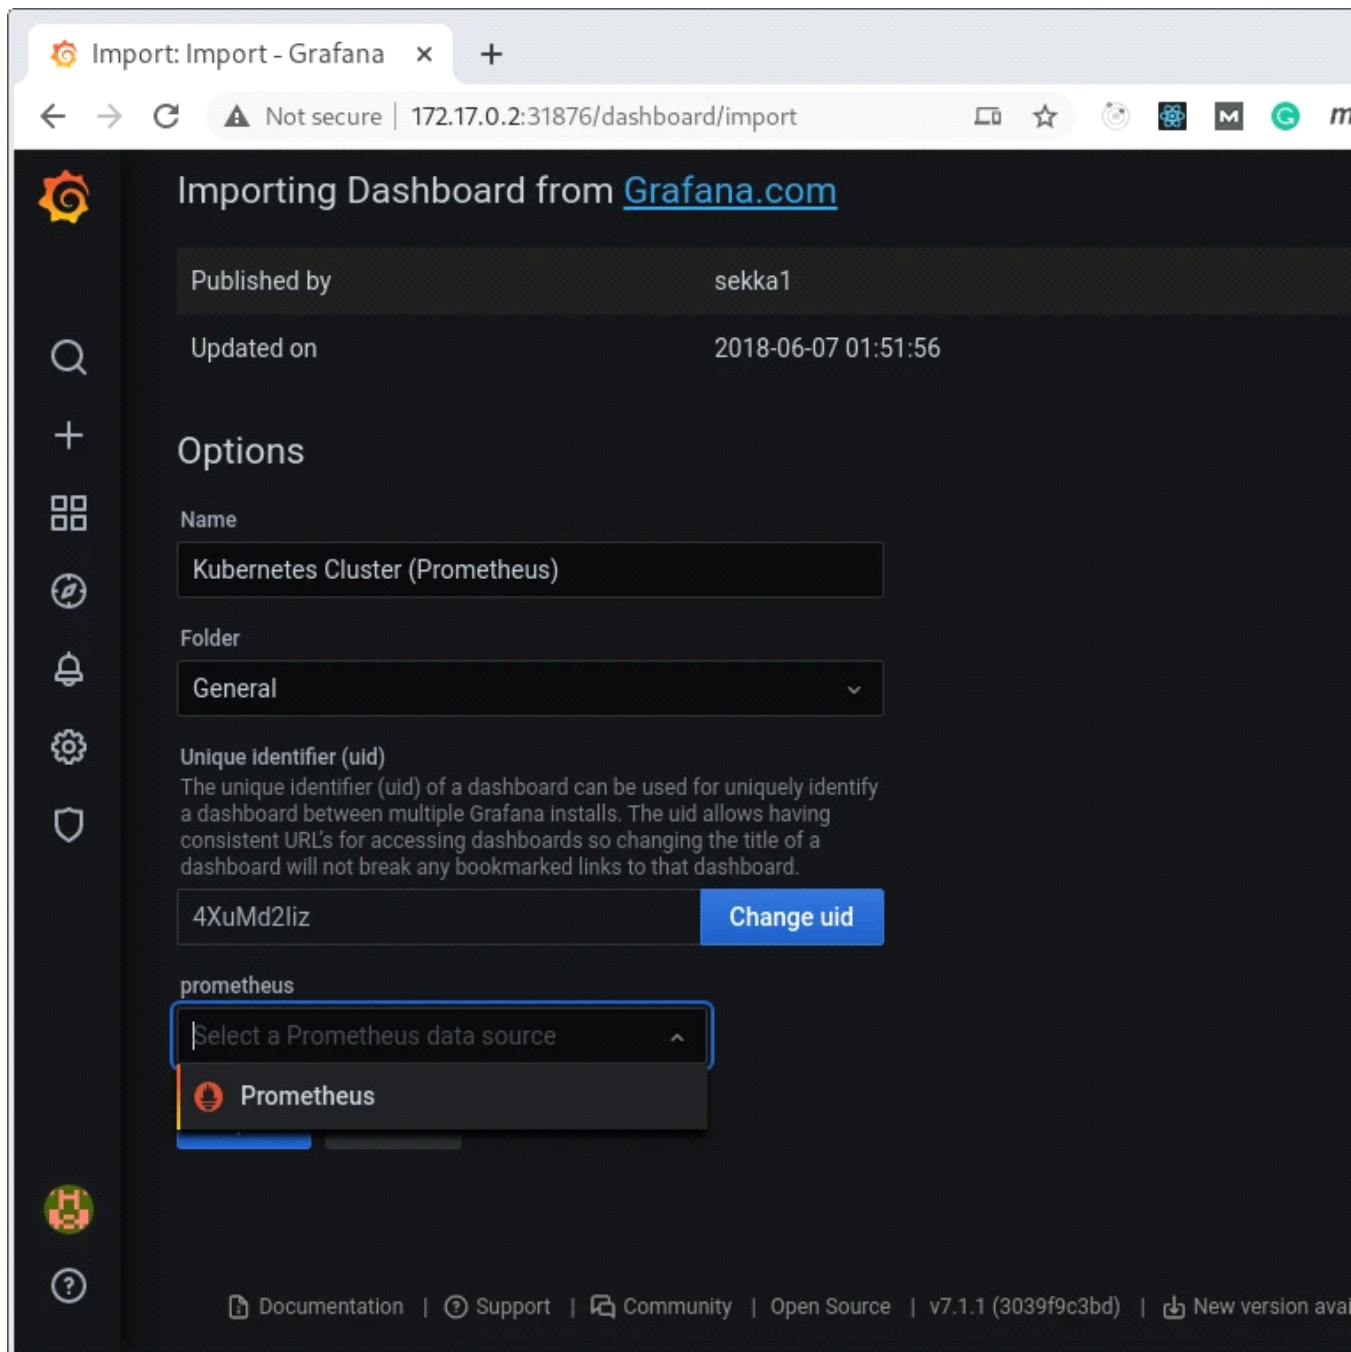 Import: Import - Grafana
Not secure 172.17.0.2:31876/dashboard/import
Importing Dashboard from Grafana.com
Published by sekka1
Updated on 2018-06-07 01:51:56
Options
Name
Kubernetes Cluster (Prometheus)
Folder
General
Unique identifier (uid)
The unique identifier (uid) of a dashboard can be used for uniquely identify
a dashboard between multiple Grafana installs. The uid allows having
consistent URL's for accessing dashboards so changing the title of a
dashboard will not break any bookmarked links to that dashboard.
4XuMd2Iiz Change uid
prometheus
Select a Prometheus data source
Prometheus
Documentation | Support | Community | Open Source | v7.1.1 (3039f9c3bd) | New version